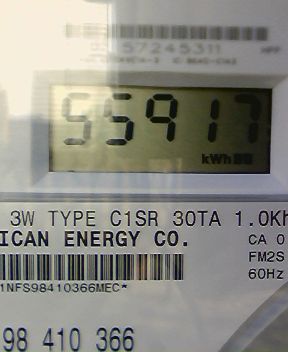 57245311
55917
kWh
3W TYPE C1SR 30TA 1.0Kh
ICAN ENERGY CO.
CA 0
FM2S
60Hz
1NFS98410366MEC*
98 410 366